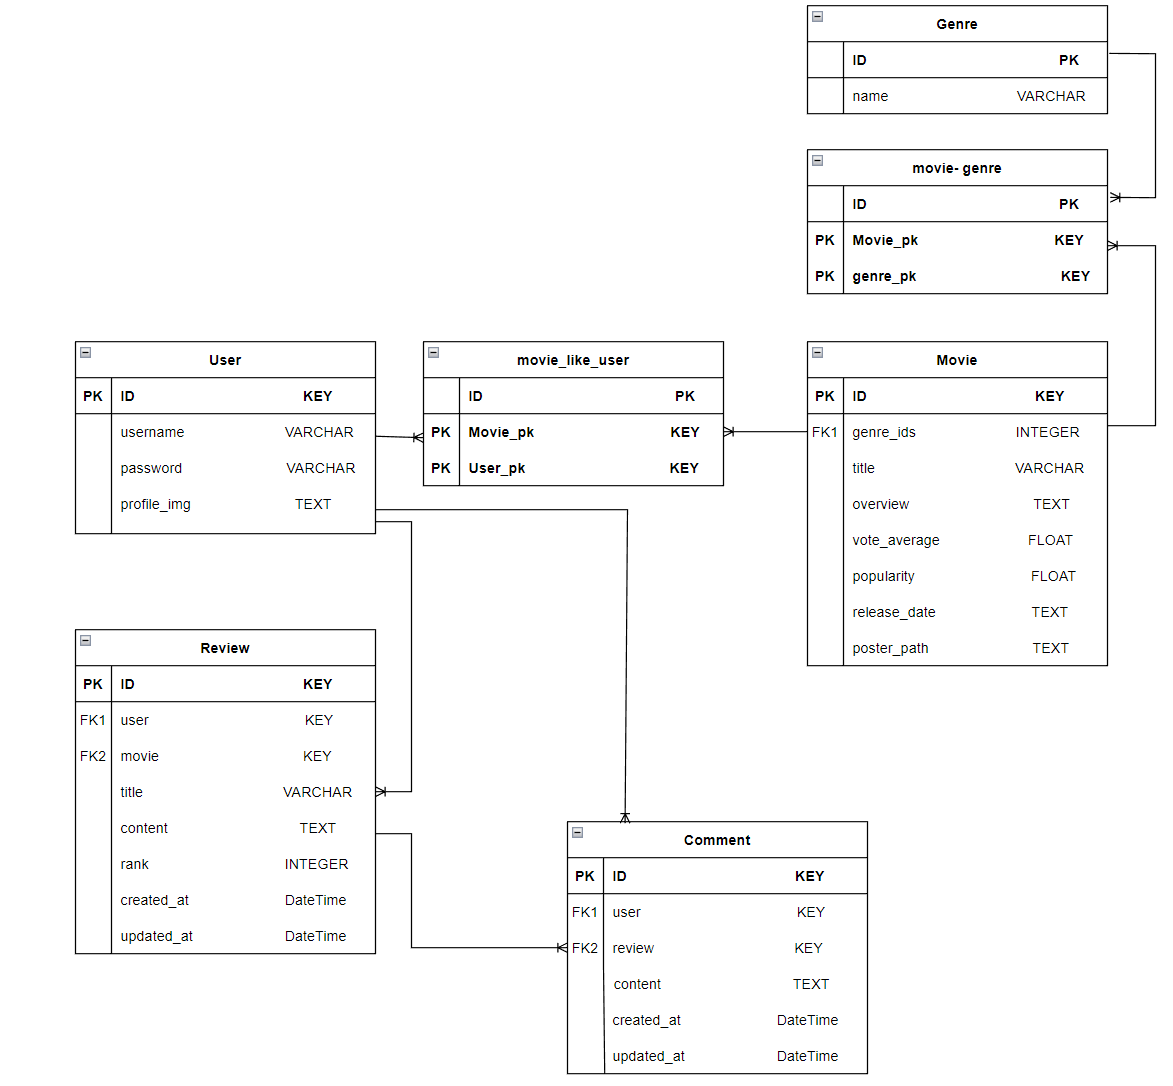 Genre
ID PK
name VARCHAR
movie- genre
ID PK
PK Movie_pk KEY
PK genre_pk KEY
User
PK ID KEY
username VARCHAR
password VARCHAR
profile_img TEXT
movie_like_user
ID PK
PK Movie_pk KEY
PK User_pk KEY
Movie
PK ID KEY
FK1 genre_ids INTEGER
title VARCHAR
overview TEXT
vote_average FLOAT
popularity FLOAT
release_date TEXT
poster_path TEXT
Review
PK ID KEY
FK1 user KEY
FK2 movie KEY
title VARCHAR
content TEXT
rank INTEGER
created_at DateTime
updated_at DateTime
Comment
PK ID KEY
FK1 user KEY
FK2 review KEY
content TEXT
created_at DateTime
updated_at DateTime